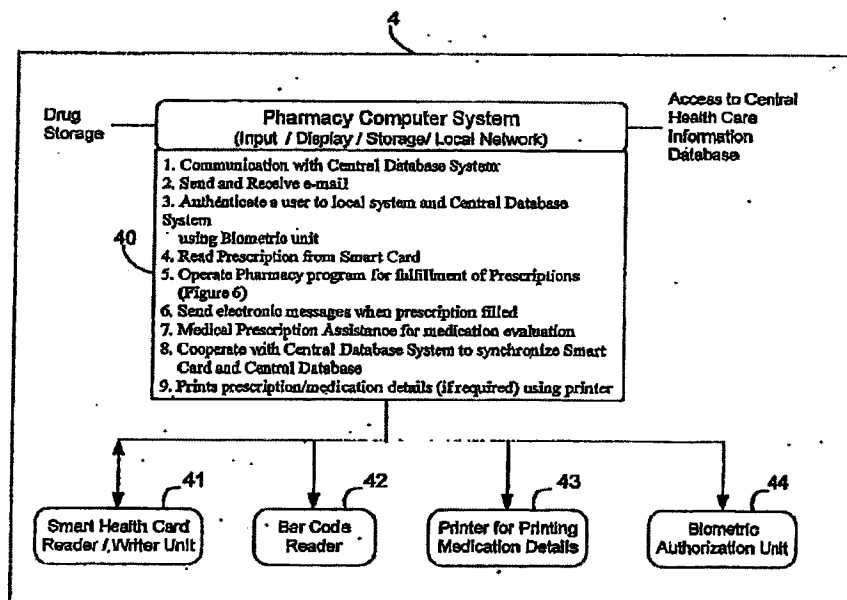 4
Drug
Storage
Pharmacy Computer System
(Input / Display / Storage/ Local Network)
Access to Central
Health Care
Information
Database
40
1. Communication with Central Database System
2. Send and Receive e-mail
3. Authenticate a user to local system and Central Database
System
using Biometric unit
4. Read Prescription from Smart Card
5. Operate Pharmacy program for fulfillment of Prescriptions
(Figure 6)
6. Send electronic messages when prescription filled
7. Medical Prescription Assistance for medication evaluation
8. Cooperate with Central Database System to synchronize Smart
Card and Central Database
9. Prints prescription/medication details (if required) using printer
41
Smart Health Card
Reader / Writer Unit
42
Bar Code
Reader
43
Printer for Printing
Medication Details
44
Biometric
Authorization Unit